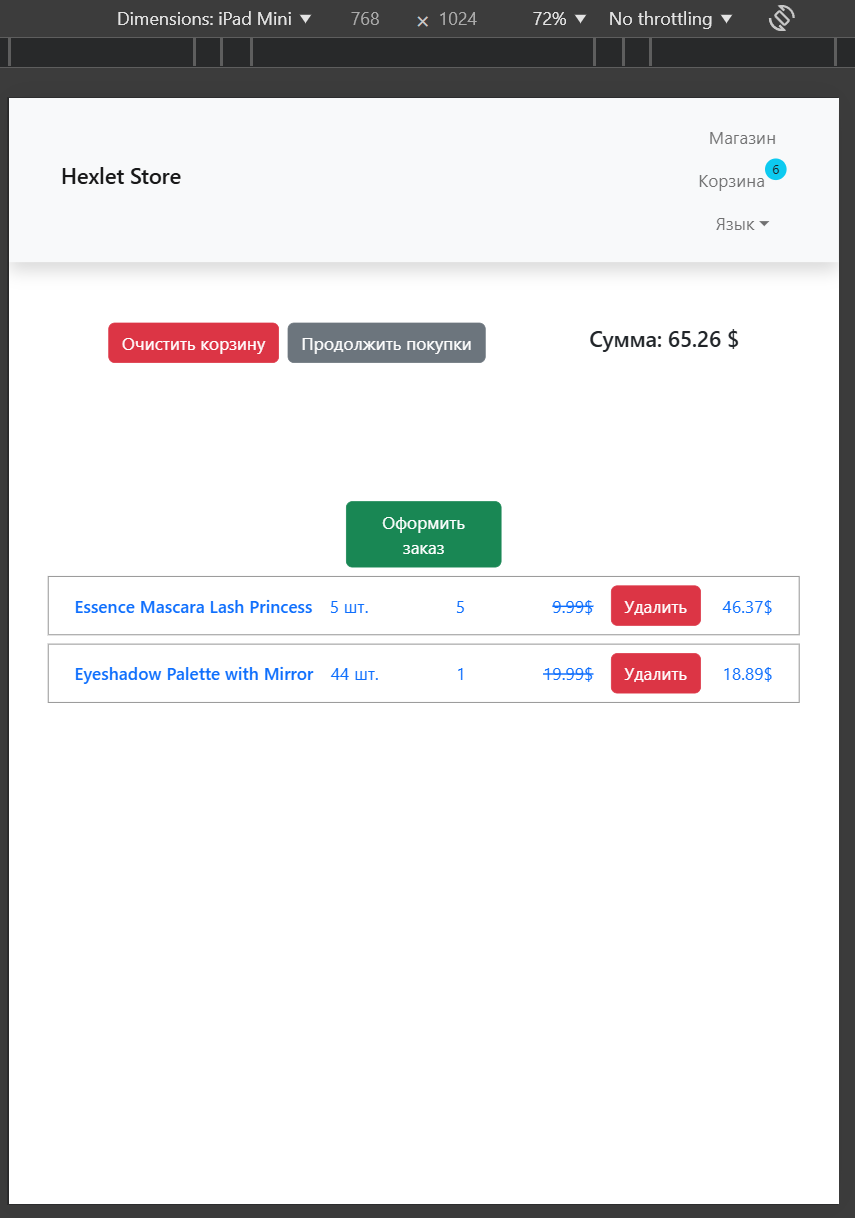 Dimensions: iPad Mini ▼ 768 × 1024 72% ▼ No throttling ▼
Магазин
Hexlet Store
Корзина 6
Язык
Очистить корзину Продолжить покупки Сумма: 65.26 $
Оформить
заказ
Essence Mascara Lash Princess 5 шт. 5 9.99$ Удалить 46.37$
Eyeshadow Palette with Mirror 44 шт. 1 19.99$ Удалить 18.89$